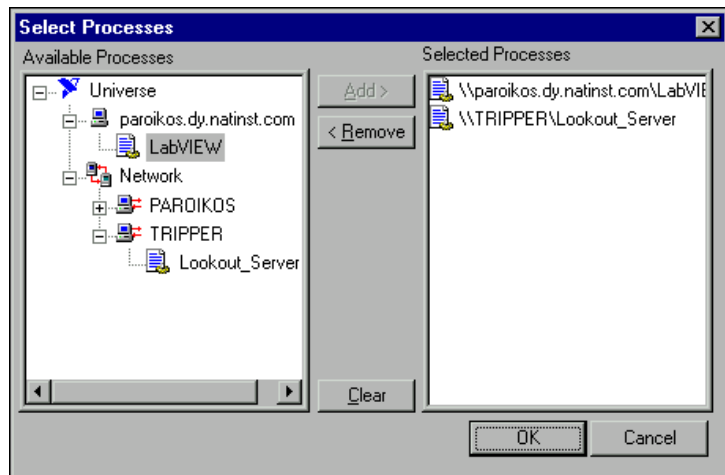 Select Processes
Available Processes
Selected Processes
Universe
paroikos.dy.natinst.com
LabVIEW
Network
PAROIKOS
TRIPPER
Lookout_Server
Add >
< Remove
Clear
\\paroikos.dy.natinst.com\LabVIE
\\TRIPPER\Lookout_Server
OK
Cancel